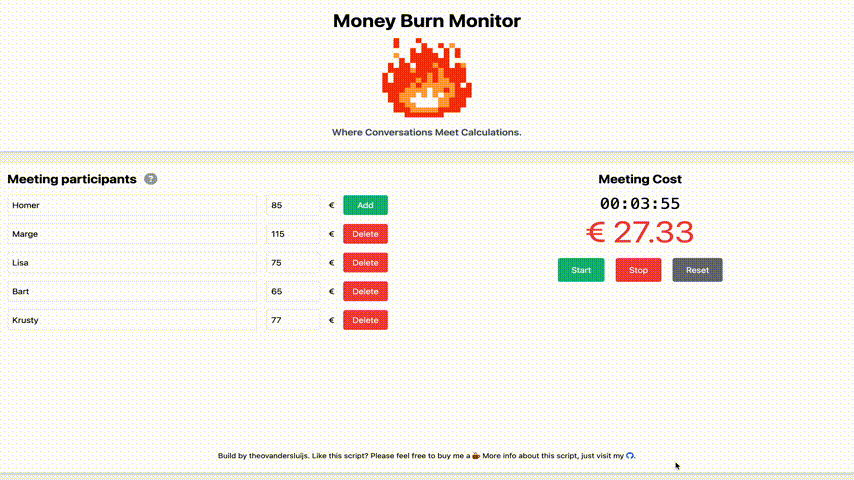 Money Burn Monitor
Where Conversations Meet Calculations.
Meeting participants ?
Homer 85 € Add
Marge 115 € Delete
Lisa 75 € Delete
Bart 65 € Delete
Krusty 77 € Delete
Meeting Cost
00:03:55
€ 27.33
Start Stop Reset
Build by theovandersluijs. Like this script? Please feel free to buy me a ☕ More info about this script, just visit my .